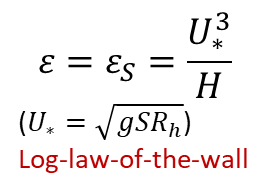 ε = ε_S = U_*^3 / H
(U_* = √gSR_h)
Log-law-of-the-wall